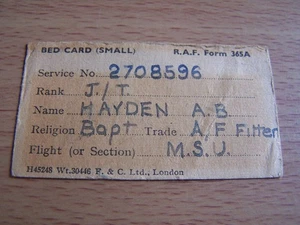 BED CARD (SMALL) R.A.F. Form 365A
Service No. 2708596
Rank J/T.
Name HAYDEN A.B
Religion Bapt. Trade A/F Fitter
Flight (or Section) M.S.U.
H48248 Wt.30446 F. & C. Ltd., London